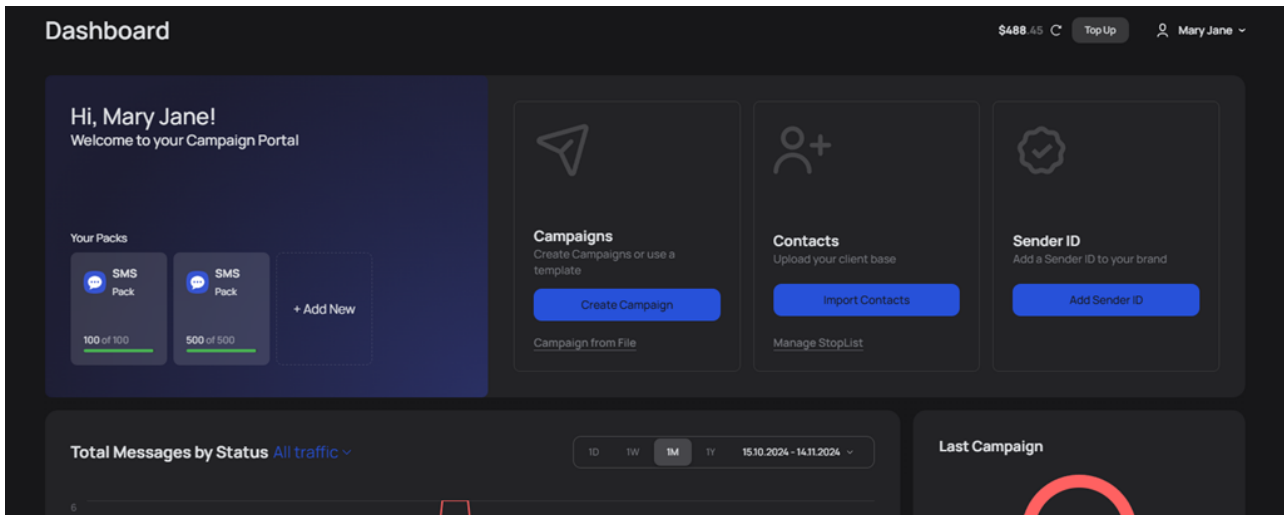 Dashboard
$488.45
Top Up
Mary Jane
Hi, Mary Jane!
Welcome to your Campaign Portal
Your Packs
SMS
Pack
100 of 100
SMS
Pack
500 of 500
+ Add New
Campaigns
Create Campaigns or use a
template
Create Campaign
Campaign from File
Contacts
Upload your client base
Import Contacts
Manage StopList
Sender ID
Add a Sender ID to your brand
Add Sender ID
Total Messages by Status All traffic
1D 1W 1M 1Y 15.10.2024 - 14.11.2024
6
Last Campaign